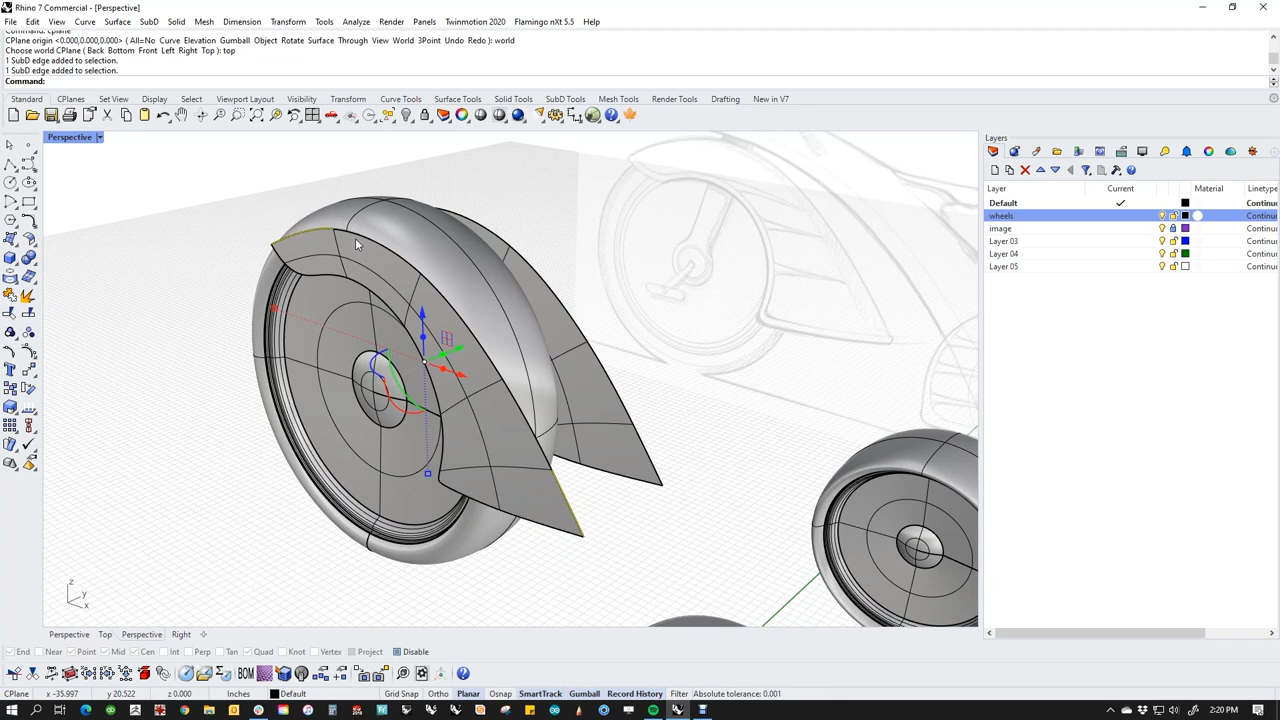 Rhino 7 Commercial - [Perspective]
File Edit View Curve Surface SubD Solid Mesh Dimension Transform Tools Analyze Render Panels Twinmotion 2020 Flamingo nXt 5.5 Help
CPlane origin <0.000,0.000,0.000> ( All=No Curve Elevation Gumball Object Rotate Surface Through View World 3Point Undo Redo ): world
Choose world CPlane ( Back Bottom Front Left Right Top ): top
1 SubD edge added to selection.
1 SubD edge added to selection.
Command:
Standard CPlanes Set View Display Select Viewport Layout Visibility Transform Curve Tools Surface Tools Solid Tools SubD Tools Mesh Tools Render Tools Drafting New in V7
Perspective
Layers
Layer Current Material Linetype
Default Continuo
wheels Continuo
image Continuo
Layer 03 Continuo
Layer 04 Continuo
Layer 05 Continuo
z
y
x
Perspective Top Perspective Right
End Near Point Mid Cen Int Perp Tan Quad Knot Vertex Project Disable
BOM
CPlane x -35.997 y 20.522 z 0.000 Inches Default Grid Snap Ortho Planar Osnap SmartTrack Gumball Record History Filter Absolute tolerance: 0.001
2:20 PM